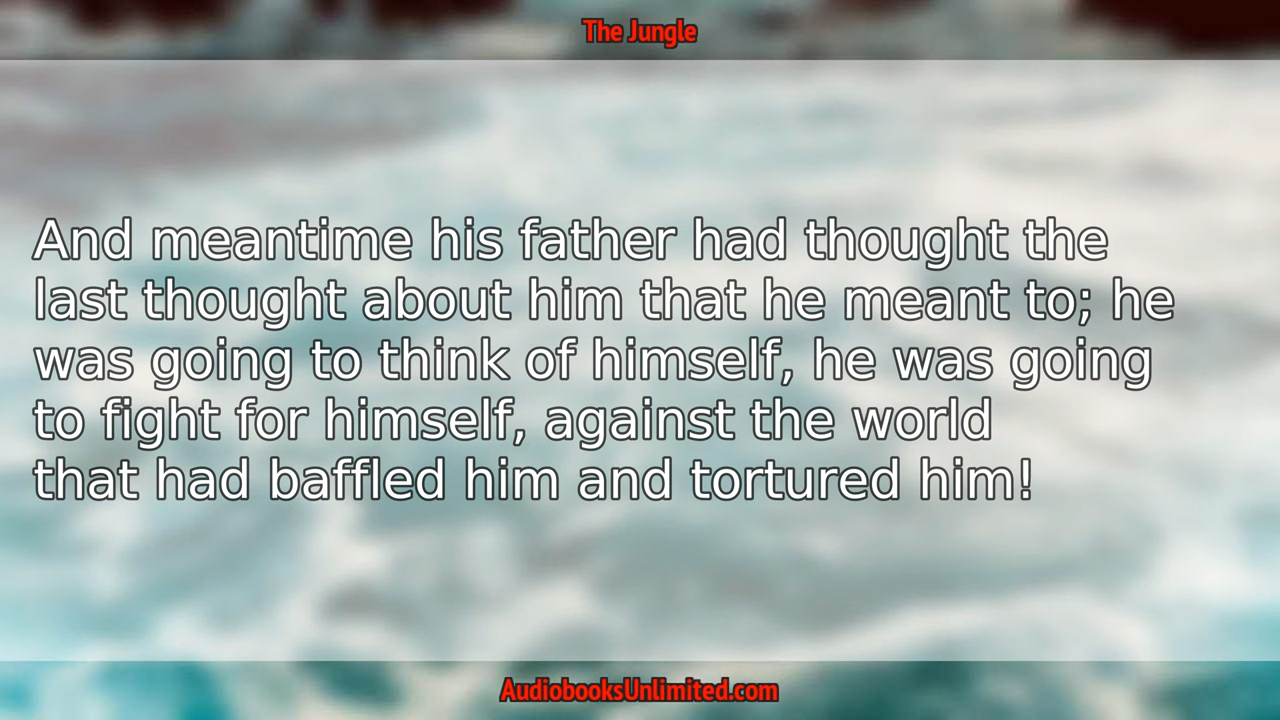 The Jungle
And meantime his father had thought the
last thought about him that he meant to; he
was going to think of himself, he was going
to fight for himself, against the world
that had baffled him and tortured him!
AudiobooksUnlimited.com